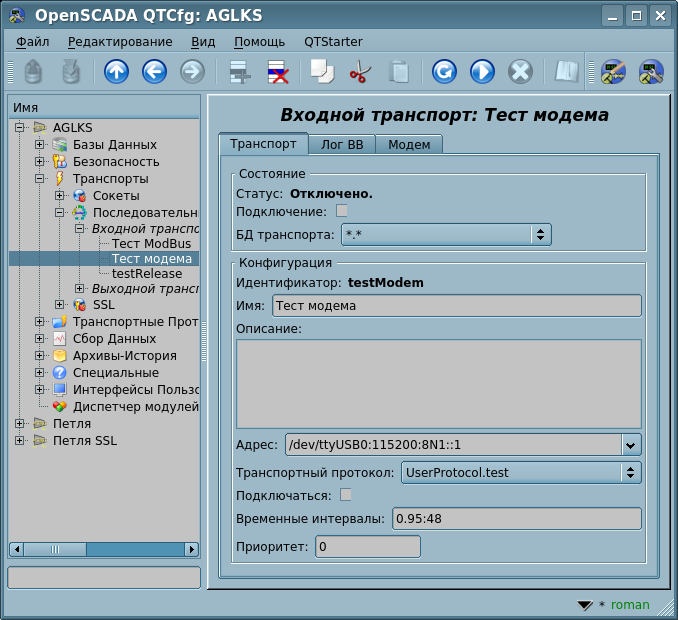 OpenSCADA QTCfg: AGLKS
Файл Редактирование Вид Помощь QTStarter
Имя
AGLKS
Базы Данных
Безопасность
Транспорты
Сокеты
Последовательн
Входной транспо
Тест ModBus
Тест модема
testRelease
Выходной трансп
SSL
Транспортные Прот
Сбор Данных
Архивы-История
Специальные
Интерфейсы Пользо
Диспетчер модулей
Петля
Петля SSL
Входной транспорт: Тест модема
Транспорт Лог ВВ Модем
Состояние
Статус: Отключено.
Подключение:
БД транспорта: *.*
Конфигурация
Идентификатор: testModem
Имя: Тест модема
Описание:
Адрес: /dev/ttyUSB0:115200:8N1::1
Транспортный протокол: UserProtocol.test
Подключаться:
Временные интервалы: 0.95:48
Приоритет: 0
* roman